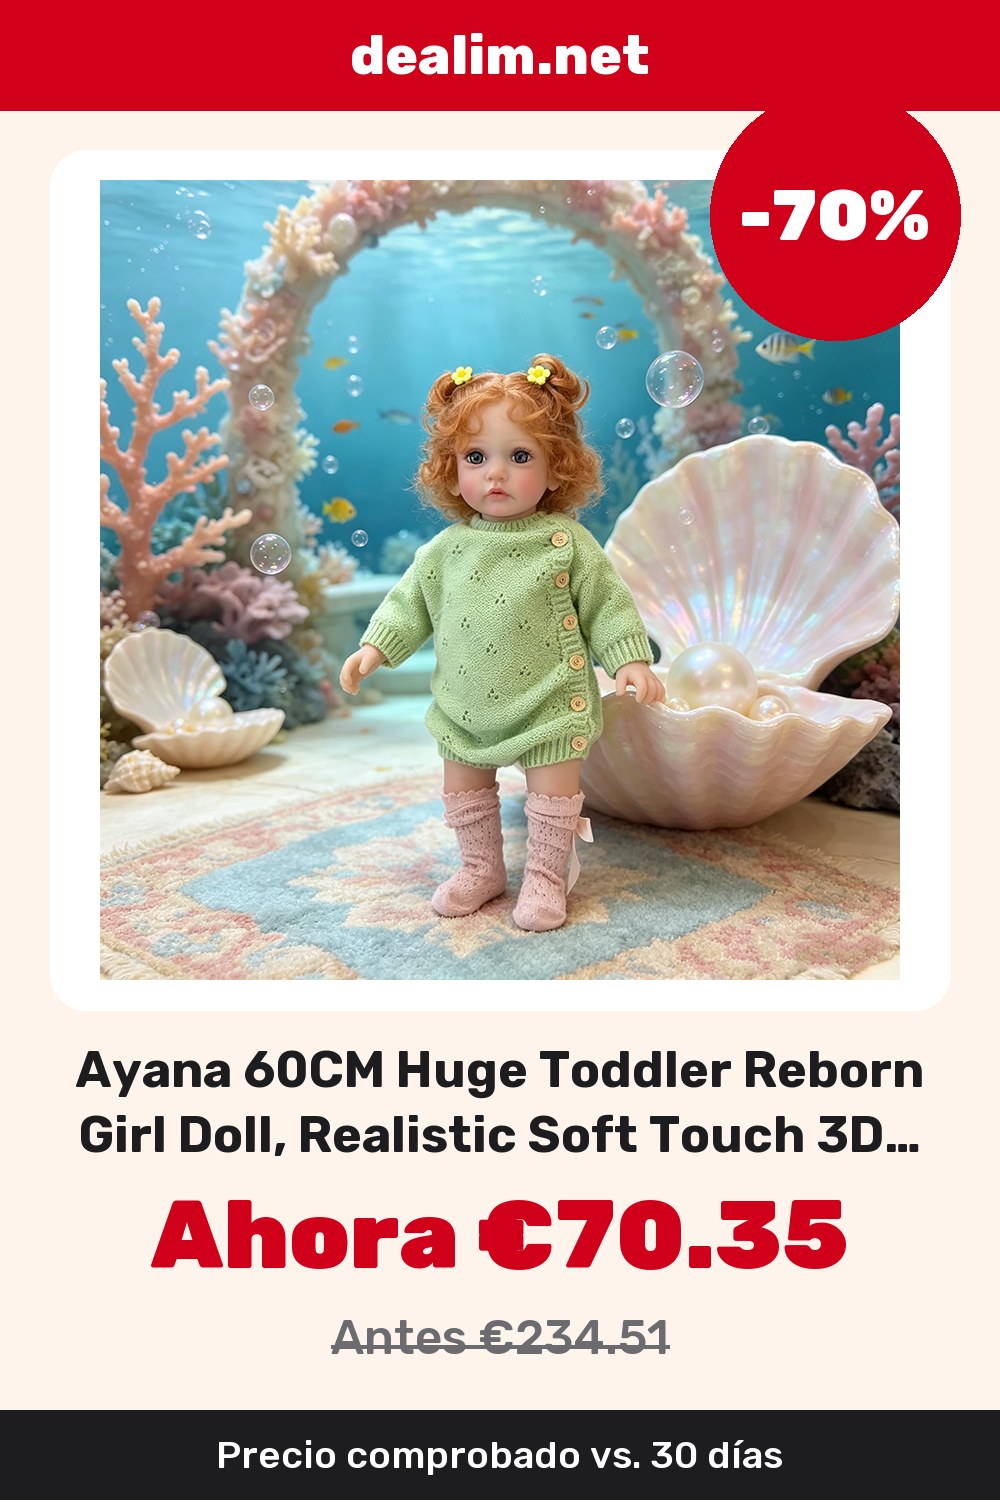 dealim.net
-70%
Ayana 60CM Huge Toddler Reborn
Girl Doll, Realistic Soft Touch 3D...
Ahora €70.35
Antes €234.51
Precio comprobado vs. 30 días